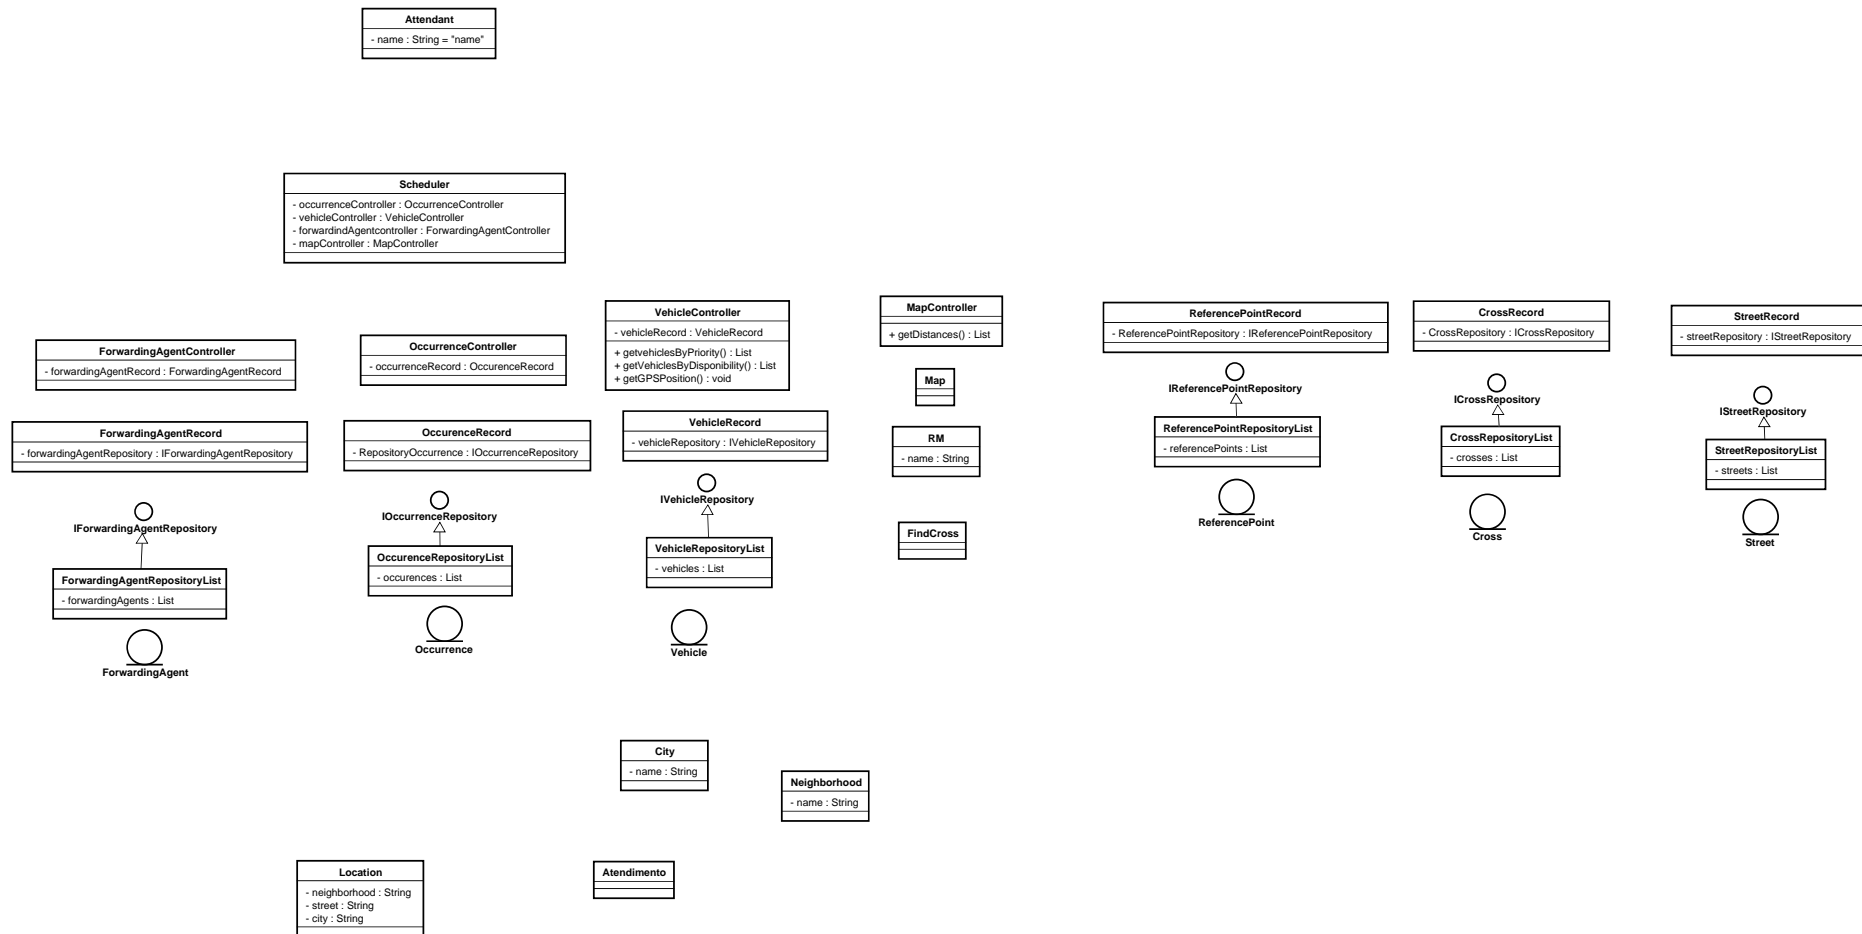 Attendant
- name : String = "name"
Scheduler
- occurrenceController : OccurrenceController
- vehicleController : VehicleController
- forwardindAgentcontroller : ForwardingAgentController
- mapController : MapController
ForwardingAgentController
- forwardingAgentRecord : ForwardingAgentRecord
OccurrenceController
- occurrenceRecord : OccurenceRecord
VehicleController
- vehicleRecord : VehicleRecord
+ getvehiclesByPriority() : List
+ getVehiclesByDisponibility() : List
+ getGPSPosition() : void
MapController
+ getDistances() : List
ReferencePointRecord
- ReferencePointRepository : IReferencePointRepository
CrossRecord
- CrossRepository : ICrossRepository
StreetRecord
- streetRepository : IStreetRepository
Map
IReferencePointRepository
ICrossRepository
IStreetRepository
ForwardingAgentRecord
- forwardingAgentRepository : IForwardingAgentRepository
OccurenceRecord
- RepositoryOccurrence : IOccurrenceRepository
VehicleRecord
- vehicleRepository : IVehicleRepository
RM
- name : String
ReferencePointRepositoryList
- referencePoints : List
CrossRepositoryList
- crosses : List
StreetRepositoryList
- streets : List
IForwardingAgentRepository
IOccurrenceRepository
IVehicleRepository
FindCross
ReferencePoint
Cross
Street
ForwardingAgentRepositoryList
- forwardingAgents : List
OccurenceRepositoryList
- occurences : List
VehicleRepositoryList
- vehicles : List
ForwardingAgent
Occurrence
Vehicle
City
- name : String
Neighborhood
- name : String
Location
- neighborhood : String
- street : String
- city : String
Atendimento